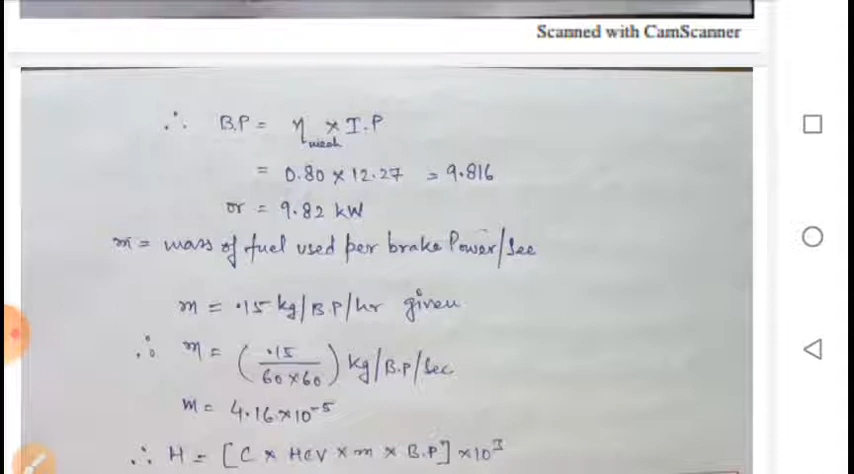 Scanned with CamScanner
∴ B.P = η mech × I.P
= 0.80 × 12.27 = 9.816
or = 9.82 kW
m = mass of fuel used per brake Power/Sec
m = .15 kg/B.P/hr given
∴ m = (.15 / 60×60) kg/B.P/Sec
m = 4.16×10⁻⁵
∴ H = [C × HCV × m × B.P] ×10³